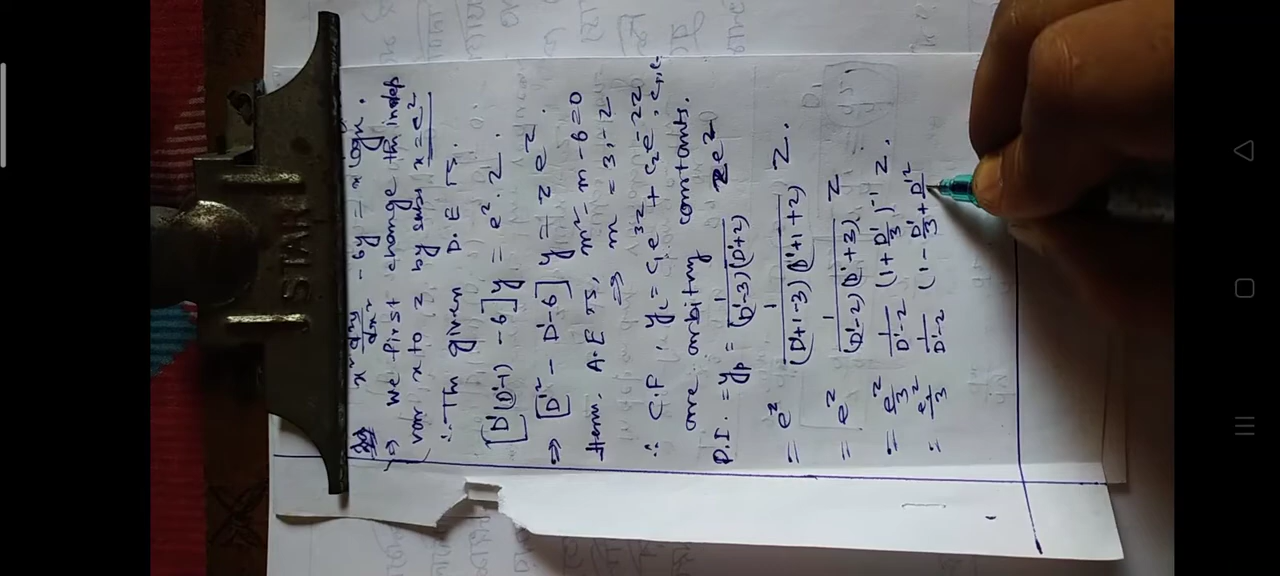 STAR
x² d²y/dx² - 6y = x log x.
⇒ We first change the indep
var. x to z by subs x = e^z
∴ The given D.E is.
[D'(D'-1) - 6] y = e^z. z.
⇒ [D'² - D' - 6] y = z e^z.
Here, A.E is, m² - m - 6 = 0
⇒ m = 3, -2
∴ C.F, y_c = c₁e^3z + c₂e^-2z, c₁, c₂
are arbitry constants.
P.I. = y_p = 1/(D'-3)(D'+2) z e^z
= e^z 1/(D'+1-3)(D'+1+2) z.
= e^z 1/(D'-2)(D'+3) z
= e^z/3 1/D'-2 (1 + D'/3)^-1 z.
= e^z/3 1/D'-2 (1 - D'/3 + D'²